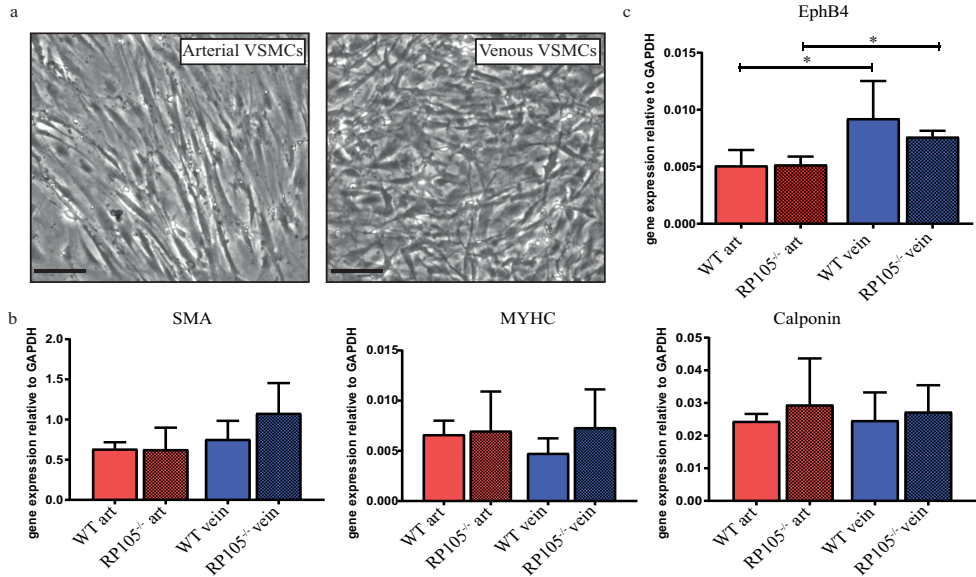 a
Arterial VSMCs
Venous VSMCs
c
EphB4
gene expression relative to GAPDH
0.015
0.010
0.005
0.000
*
*
WT art
RP105⁻/⁻ art
WT vein
RP105⁻/⁻ vein
b
SMA
gene expression relative to GAPDH
2.0
1.5
1.0
0.5
0.0
WT art
RP105⁻/⁻ art
WT vein
RP105⁻/⁻ vein
MYHC
gene expression relative to GAPDH
0.015
0.010
0.005
0.000
WT art
RP105⁻/⁻ art
WT vein
RP105⁻/⁻ vein
Calponin
gene expression relative to GAPDH
0.05
0.04
0.03
0.02
0.01
0.00
WT art
RP105⁻/⁻ art
WT vein
RP105⁻/⁻ vein